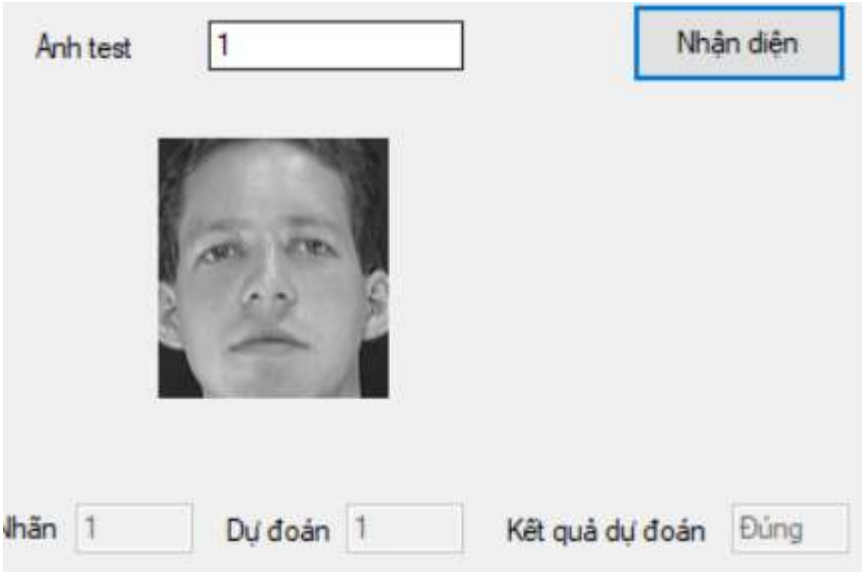 Ảnh test 1 Nhận diện
Nhãn 1 Dự đoán 1 Kết quả dự đoán Đúng